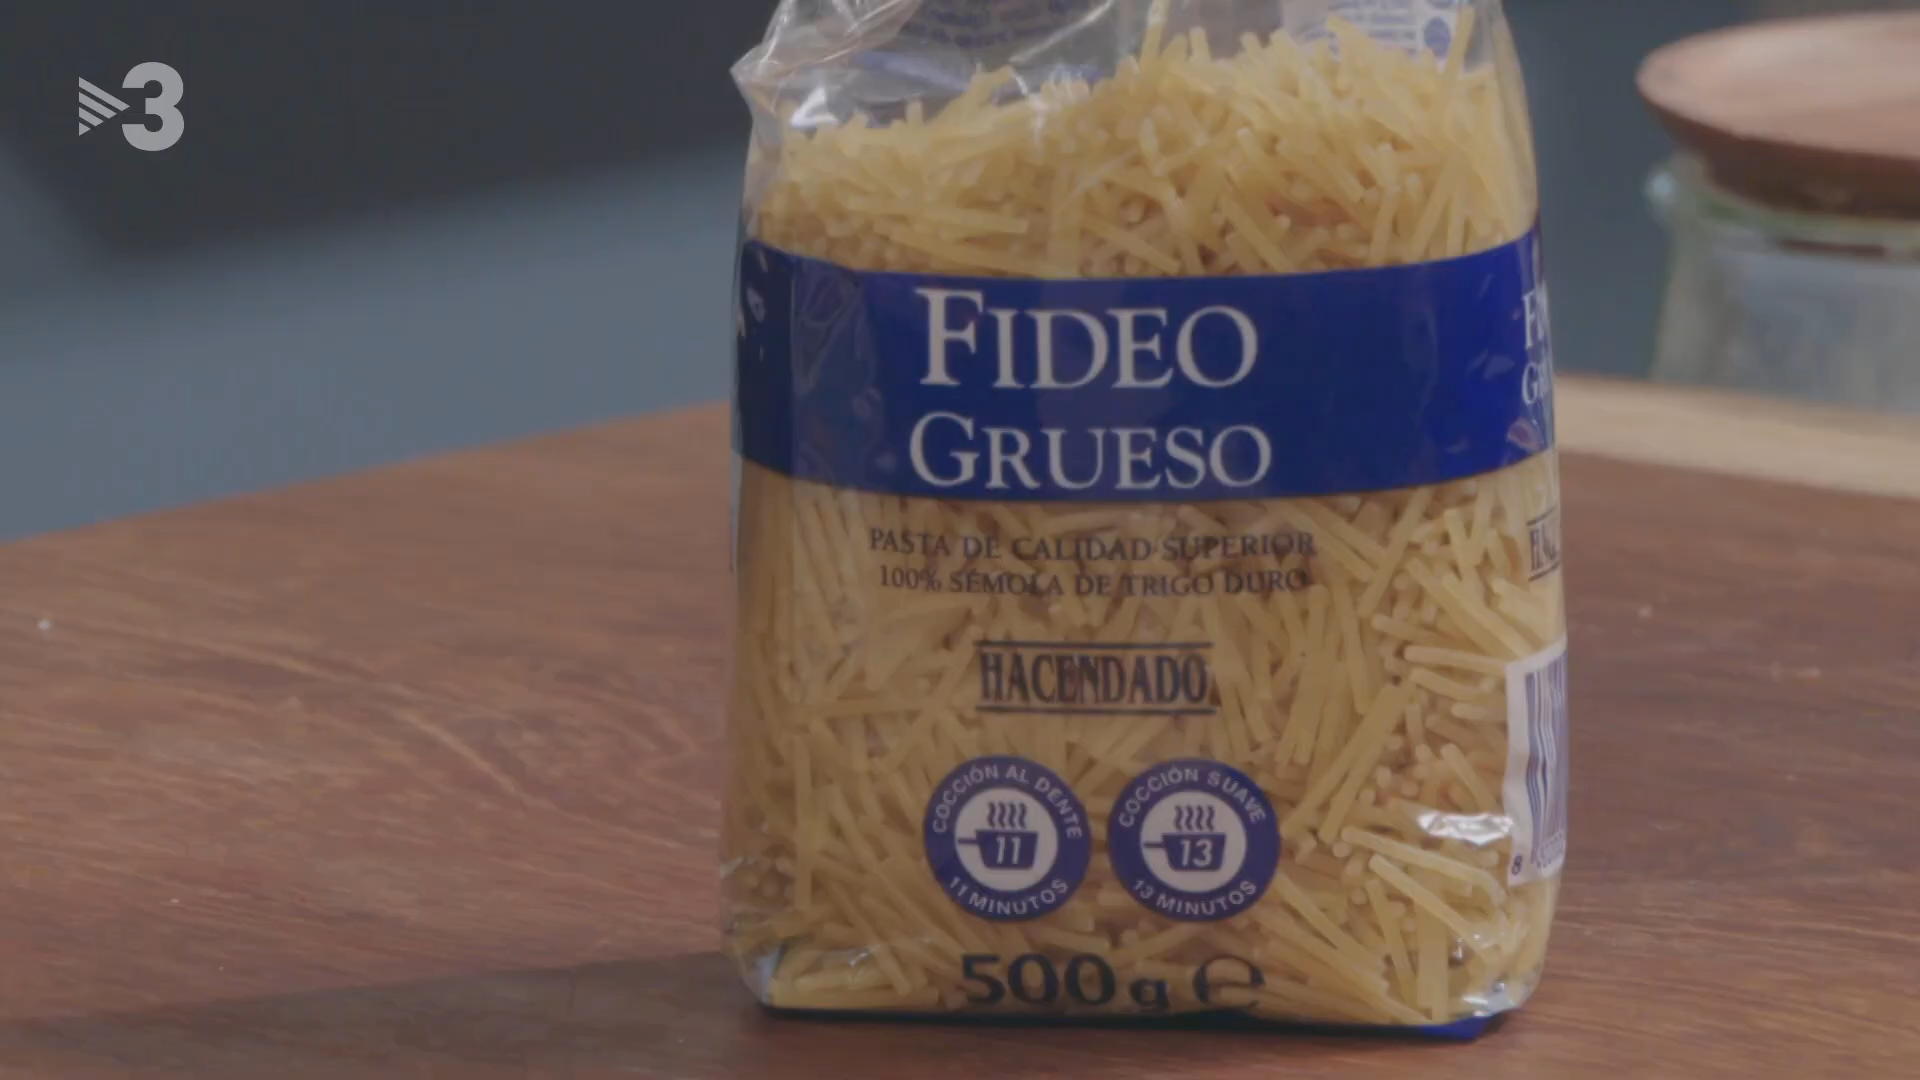 3
FIDEO
GRUESO
PASTA DE CALIDAD SUPERIOR
100% SÉMOLA DE TRIGO DURO
HACENDADO
COCCIÓN AL DENTE
11
11 MINUTOS
COCCIÓN SUAVE
13
13 MINUTOS
500 g e
8